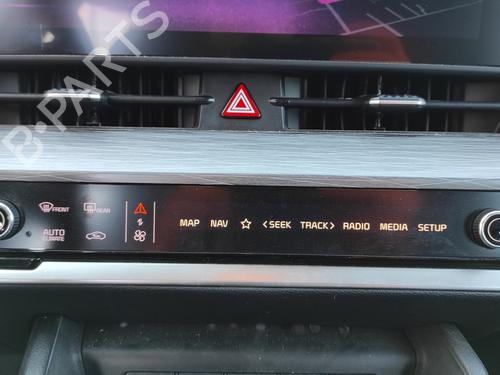 B-PARTS
FRONT REAR
MAP NAV ☆ <SEEK TRACK> RADIO MEDIA SETUP
AUTO
CLIMATE